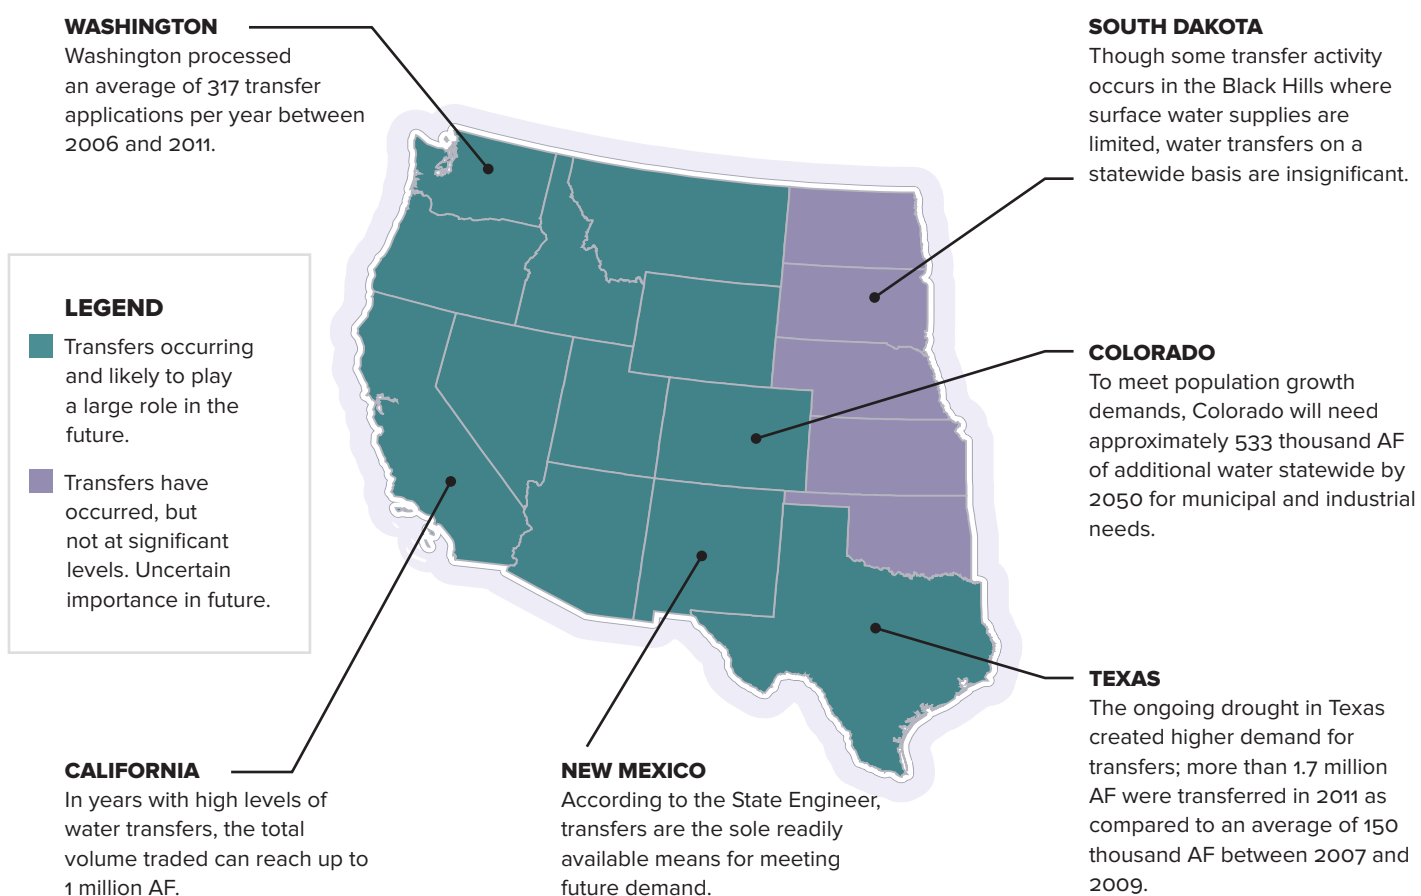 WASHINGTON
Washington processed
an average of 317 transfer
applications per year between
2006 and 2011.
SOUTH DAKOTA
Though some transfer activity
occurs in the Black Hills where
surface water supplies are
limited, water transfers on a
statewide basis are insignificant.
LEGEND
Transfers occurring
and likely to play
a large role in the
future.
Transfers have
occurred, but
not at significant
levels. Uncertain
importance in future.
COLORADO
To meet population growth
demands, Colorado will need
approximately 533 thousand AF
of additional water statewide by
2050 for municipal and industrial
needs.
CALIFORNIA
In years with high levels of
water transfers, the total
volume traded can reach up to
1 million AF.
NEW MEXICO
According to the State Engineer,
transfers are the sole readily
available means for meeting
future demand.
TEXAS
The ongoing drought in Texas
created higher demand for
transfers; more than 1.7 million
AF were transferred in 2011 as
compared to an average of 150
thousand AF between 2007 and
2009.